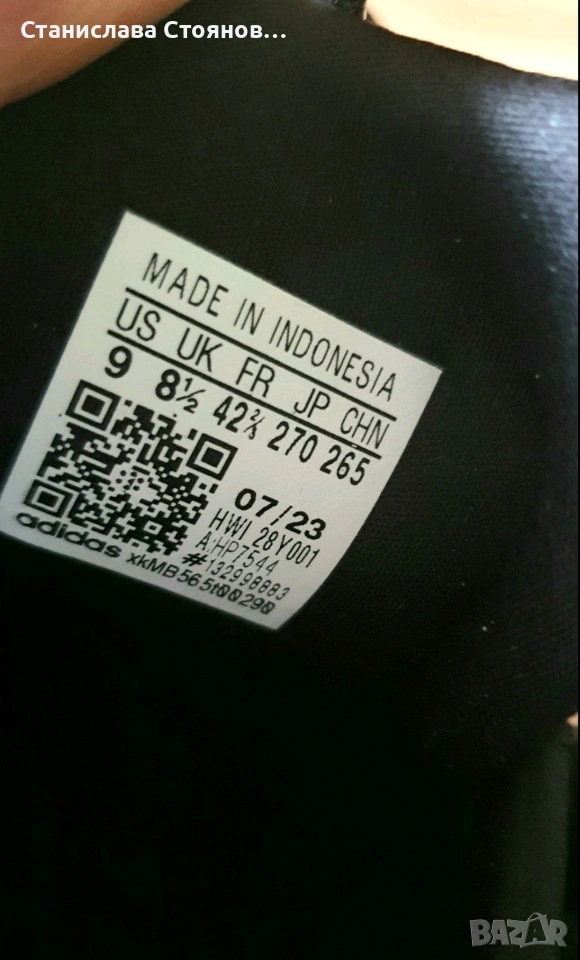 Станислава Стоянов...
MADE IN INDONESIA
US UK FR JP CHN
9 8½ 42⅔ 270 265
07/23
HWI 28Y001
A:HP7544
#132998883
adidas xkMB565t00290
BAZAR